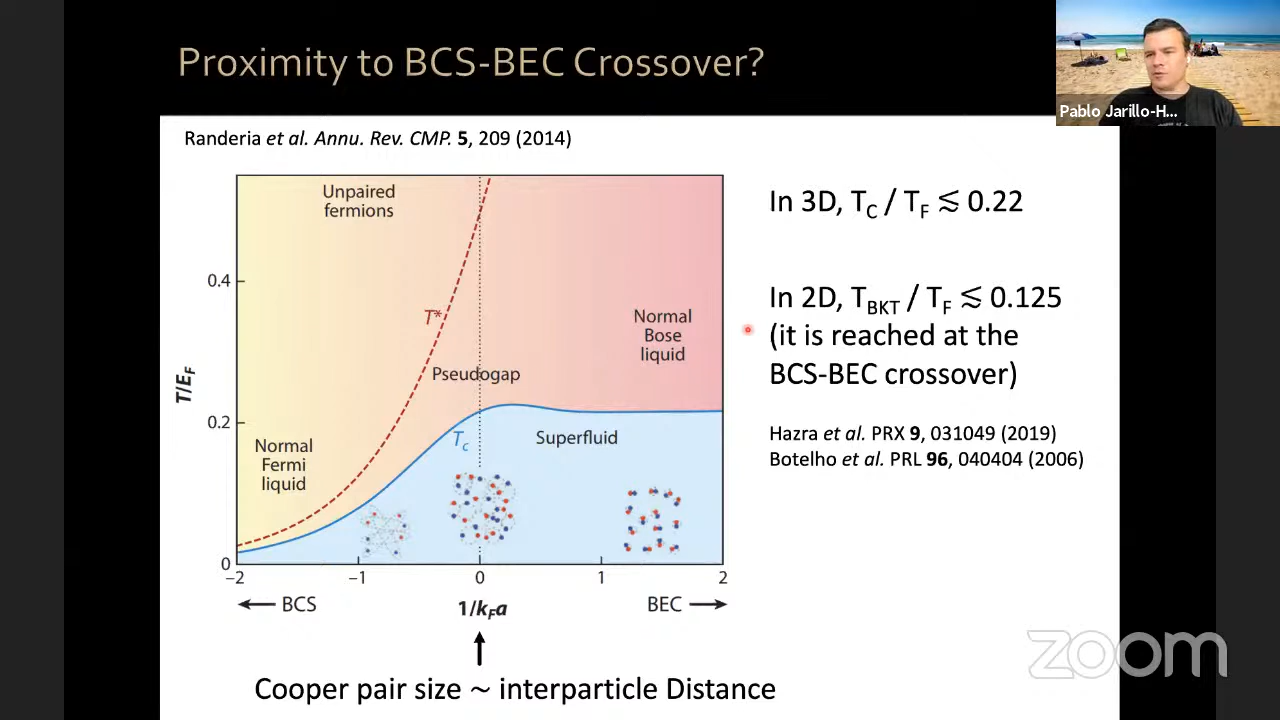 Proximity to BCS-BEC Crossover?
Pablo Jarillo-H...
Randeria et al. Annu. Rev. CMP. 5, 209 (2014)
Unpaired
fermions
0.4
T*
Normal
Bose
liquid
Pseudogap
T/E_F
0.2
T_c
Superfluid
Normal
Fermi
liquid
0
−2
−1
0
1
2
BCS
1/k_F a
BEC
Cooper pair size ~ interparticle Distance
In 3D, T_C / T_F ≲ 0.22
In 2D, T_BKT / T_F ≲ 0.125
(it is reached at the
BCS-BEC crossover)
Hazra et al. PRX 9, 031049 (2019)
Botelho et al. PRL 96, 040404 (2006)
zoom